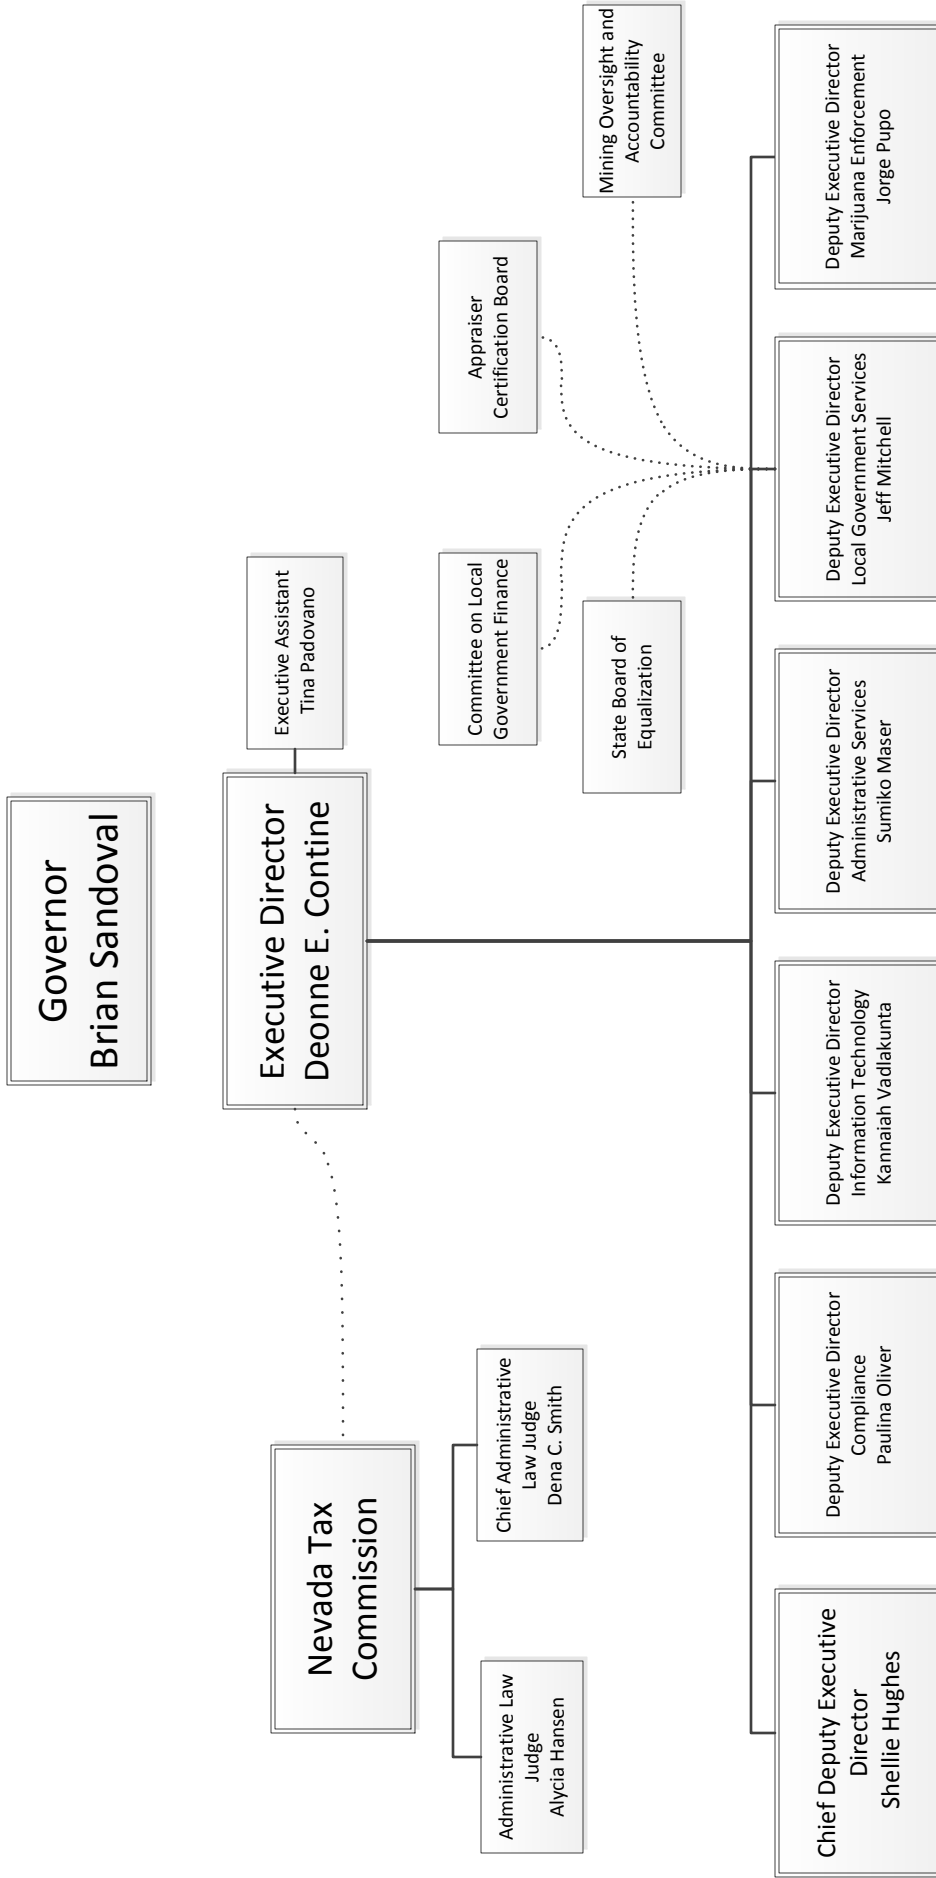 Governor
Brian Sandoval
Executive Director
Deonne E. Contine
Executive Assistant
Tina Padovano
Nevada Tax
Commission
Administrative Law
Judge
Alycia Hansen
Chief Administrative
Law Judge
Dena C. Smith
Committee on Local
Government Finance
Appraiser
Certification Board
State Board of
Equalization
Mining Oversight and
Accountability
Committee
Chief Deputy Executive
Director
Shellie Hughes
Deputy Executive Director
Compliance
Paulina Oliver
Deputy Executive Director
Information Technology
Kannaiah Vadlakunta
Deputy Executive Director
Administrative Services
Sumiko Maser
Deputy Executive Director
Local Government Services
Jeff Mitchell
Deputy Executive Director
Marijuana Enforcement
Jorge Pupo